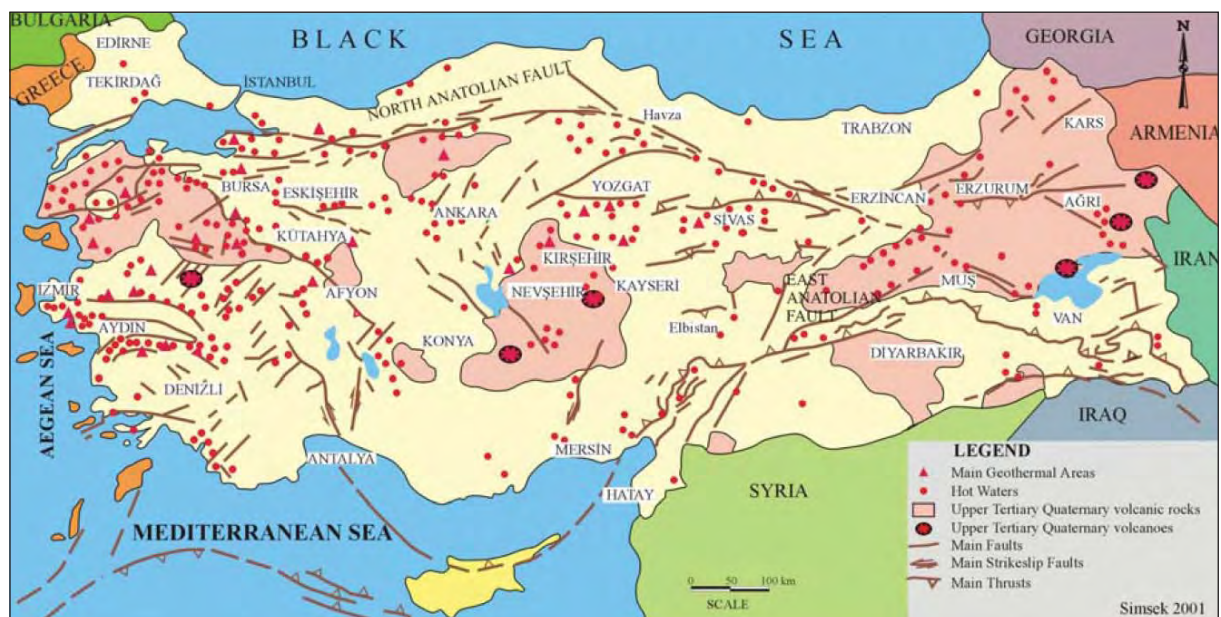 BULGARIA
EDİRNE
BLACK SEA
GEORGIA
N
GREECE
TEKİRDAĞ
İSTANBUL
NORTH ANATOLIAN FAULT
Havza
TRABZON
KARS
ARMENIA
BURSA
ESKİŞEHİR
ANKARA
YOZGAT
SİVAS
ERZİNCAN
ERZURUM
AĞRI
KÜTAHYA
KIRŞEHİR
IRAN
İZMİR
AFYON
NEVŞEHİR
KAYSERİ
EAST
ANATOLIAN
FAULT
MUŞ
VAN
AYDIN
KONYA
Elbistan
DİYARBAKIR
DENİZLİ
AEGEAN SEA
IRAQ
ANTALYA
MERSİN
HATAY
SYRIA
MEDITERRANEAN SEA
LEGEND
Main Geothermal Areas
Hot Waters
Upper Tertiary Quaternary volcanic rocks
Upper Tertiary Quaternary volcanoes
Main Faults
Main Strikeslip Faults
Main Thrusts
0 50 100 km
SCALE
Simsek 2001